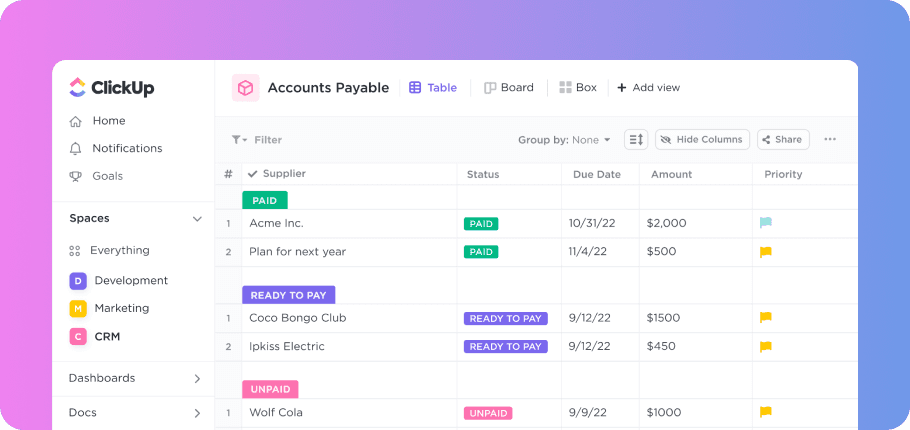 ClickUp
Home
Notifications
Goals
Spaces
Everything
D Development
M Marketing
C CRM
Dashboards
Docs
Accounts Payable Table Board Box + Add view
Filter Group by: None Hide Columns Share
# Supplier Status Due Date Amount Priority
PAID
1 Acme Inc. PAID 10/31/22 $2,000
2 Plan for next year PAID 11/4/22 $500
READY TO PAY
1 Coco Bongo Club READY TO PAY 9/12/22 $1500
2 Ipkiss Electric READY TO PAY 9/12/22 $450
UNPAID
1 Wolf Cola UNPAID 9/9/22 $1000